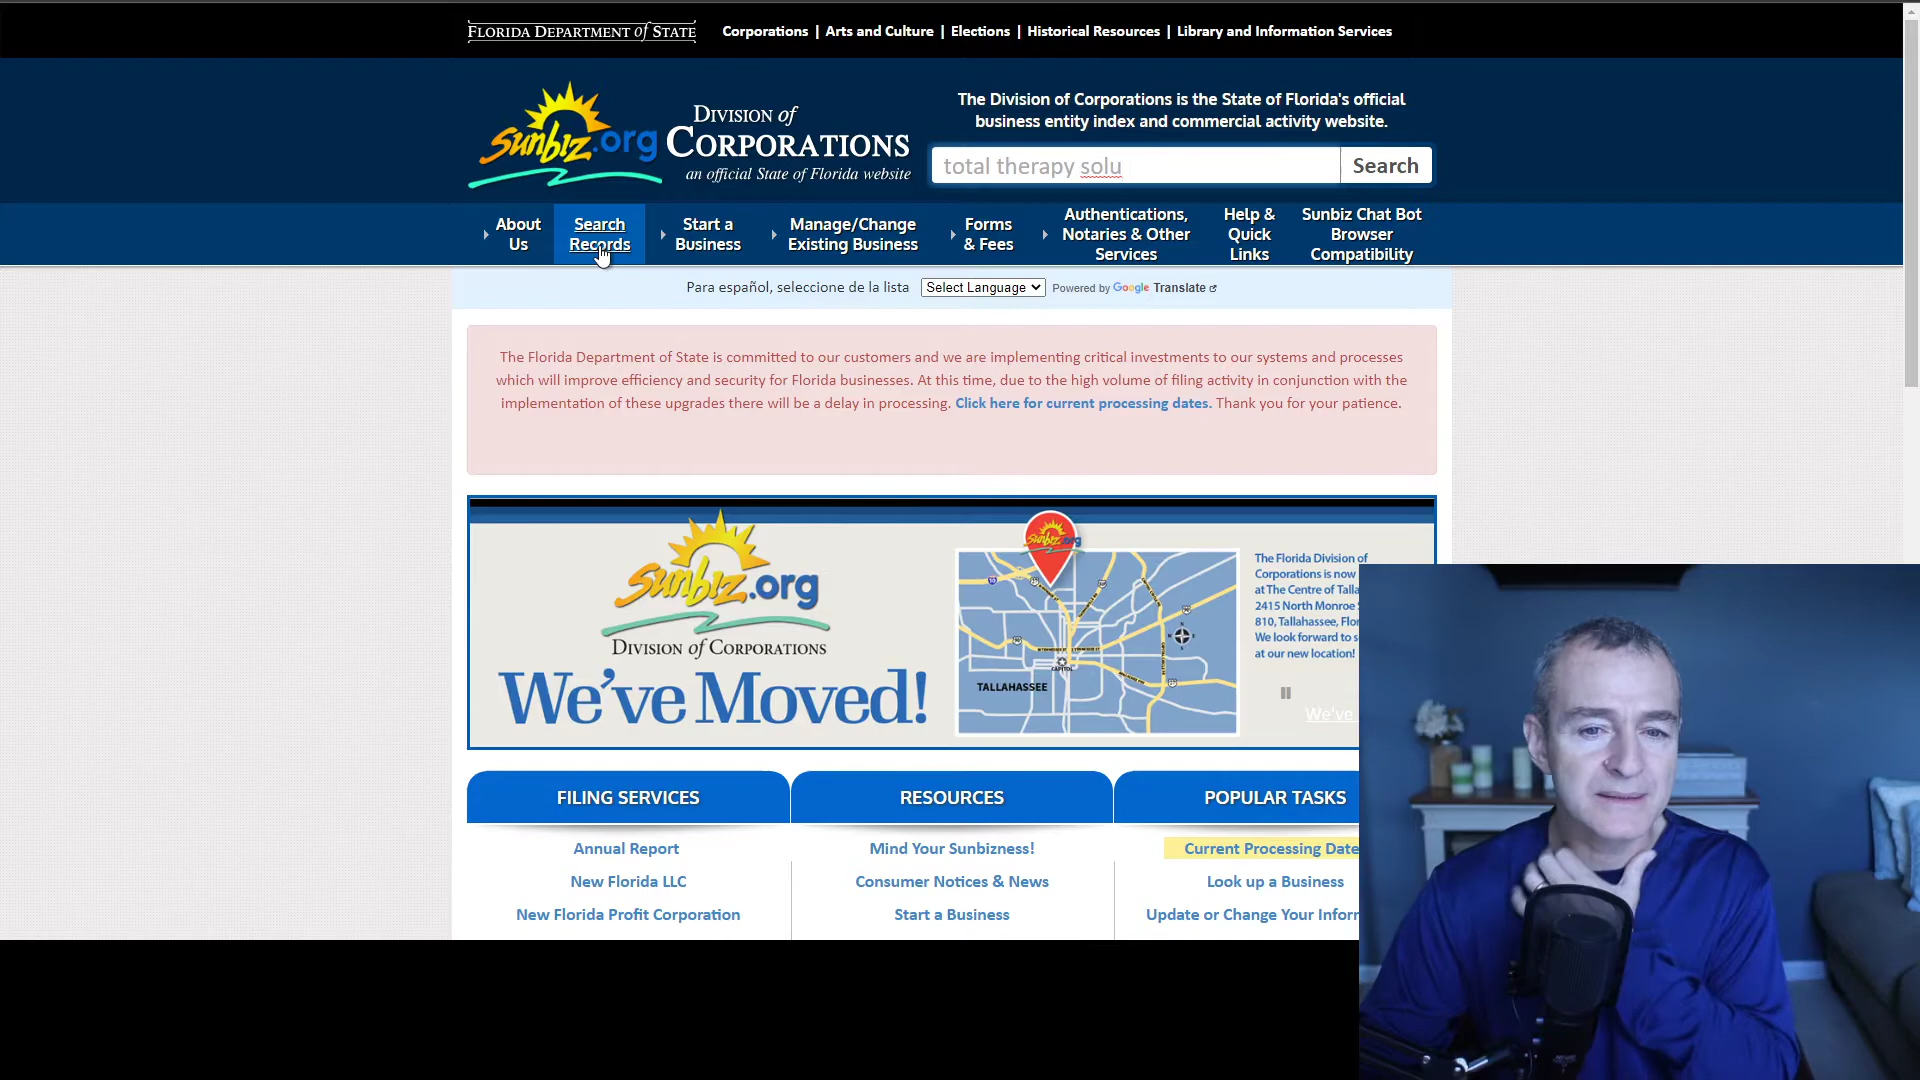 FLORIDA DEPARTMENT of STATE
Corporations | Arts and Culture | Elections | Historical Resources | Library and Information Services
Sunbiz.org
DIVISION of
CORPORATIONS
an official State of Florida website
The Division of Corporations is the State of Florida's official
business entity index and commercial activity website.
total therapy solu
Search
About
Us
Search
Records
Start a
Business
Manage/Change
Existing Business
Forms
& Fees
Authentications,
Notaries & Other
Services
Help &
Quick
Links
Sunbiz Chat Bot
Browser
Compatibility
Para español, seleccione de la lista
Select Language
Powered by Google Translate
The Florida Department of State is committed to our customers and we are implementing critical investments to our systems and processes
which will improve efficiency and security for Florida businesses. At this time, due to the high volume of filing activity in conjunction with the
implementation of these upgrades there will be a delay in processing. Click here for current processing dates. Thank you for your patience.
Sunbiz.org
DIVISION of CORPORATIONS
We've Moved!
Sunbiz.org
CAPITOL
TALLAHASSEE
The Florida Division of
Corporations is now
at The Centre of Talla
2415 North Monroe S
810, Tallahassee, Flor
We look forward to s
at our new location!
We've
FILING SERVICES
Annual Report
New Florida LLC
New Florida Profit Corporation
RESOURCES
Mind Your Sunbizness!
Consumer Notices & News
Start a Business
POPULAR TASKS
Current Processing Date
Look up a Business
Update or Change Your Inform